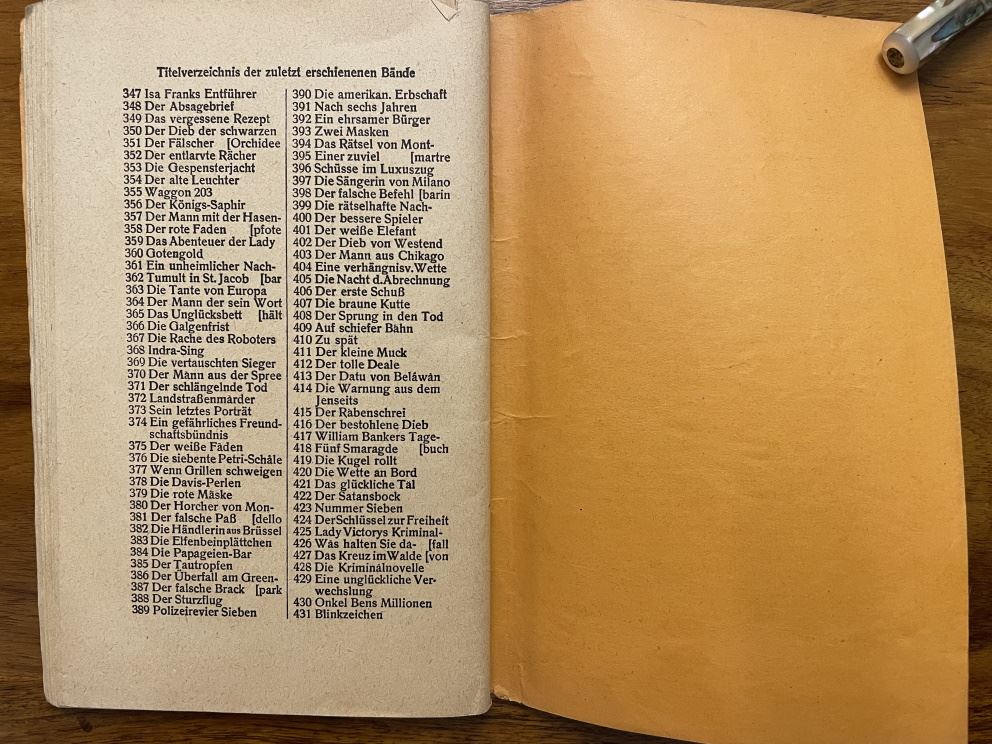 Titelverzeichnis der zuletzt erschienenen Bände
347 Isa Franks Entführer
348 Der Absagebrief
349 Das vergessene Rezept
350 Der Dieb der schwarzen
351 Der Fälscher [Orchidee
352 Der entlarvte Rächer
353 Die Gespensterjacht
354 Der alte Leuchter
355 Waggon 203
356 Der Königs-Saphir
357 Der Mann mit der Hasen-
358 Der rote Faden [pfote
359 Das Abenteuer der Lady
360 Gotengold
361 Ein unheimlicher Nach-
362 Tumult in St. Jacob [bar
363 Die Tante von Europa
364 Der Mann der sein Wort
365 Das Unglücksbett [hält
366 Die Galgenfrist
367 Die Rache des Roboters
368 Indra-Sing
369 Die vertauschten Sieger
370 Der Mann aus der Spree
371 Der schlängelnde Tod
372 Landstraßenmarder
373 Sein letztes Porträt
374 Ein gefährliches Freund-
schaftsbündnis
375 Der weiße Faden
376 Die siebente Petri-Schale
377 Wenn Grillen schweigen
378 Die Davis-Perlen
379 Die rote Maske
380 Der Horcher von Mon-
381 Der falsche Paß [dello
382 Die Händlerin aus Brüssel
383 Die Elfenbeinplättchen
384 Die Papageien-Bar
385 Der Tautropfen
386 Der Überfall am Green-
387 Der falsche Brack [park
388 Der Sturzflug
389 Polizeirevier Sieben
390 Die amerikan. Erbschaft
391 Nach sechs Jahren
392 Ein ehrsamer Bürger
393 Zwei Masken
394 Das Rätsel von Mont-
395 Einer zuviel [martre
396 Schüsse im Luxuszug
397 Die Sängerin von Milano
398 Der falsche Befehl [barin
399 Die rätselhafte Nach-
400 Der bessere Spieler
401 Der weiße Elefant
402 Der Dieb von Westend
403 Der Mann aus Chikago
404 Eine verhängnisv. Wette
405 Die Nacht d. Abrechnung
406 Der erste Schuß
407 Die braune Kutte
408 Der Sprung in den Tod
409 Auf schiefer Bahn
410 Zu spät
411 Der kleine Muck
412 Der tolle Deale
413 Der Datu von Beláwàn
414 Die Warnung aus dem
Jenseits
415 Der Rabenschrei
416 Der bestohlene Dieb
417 William Bankers Tage-
418 Fünf Smaragde [buch
419 Die Kugel rollt
420 Die Wette an Bord
421 Das glückliche Tal
422 Der Satansbock
423 Nummer Sieben
424 Der Schlüssel zur Freiheit
425 Lady Victorys Kriminal-
426 Was halten Sie da- [fall
427 Das Kreuz im Walde [von
428 Die Kriminalnovelle
429 Eine unglückliche Ver-
wechslung
430 Onkel Bens Millionen
431 Blinkzeichen